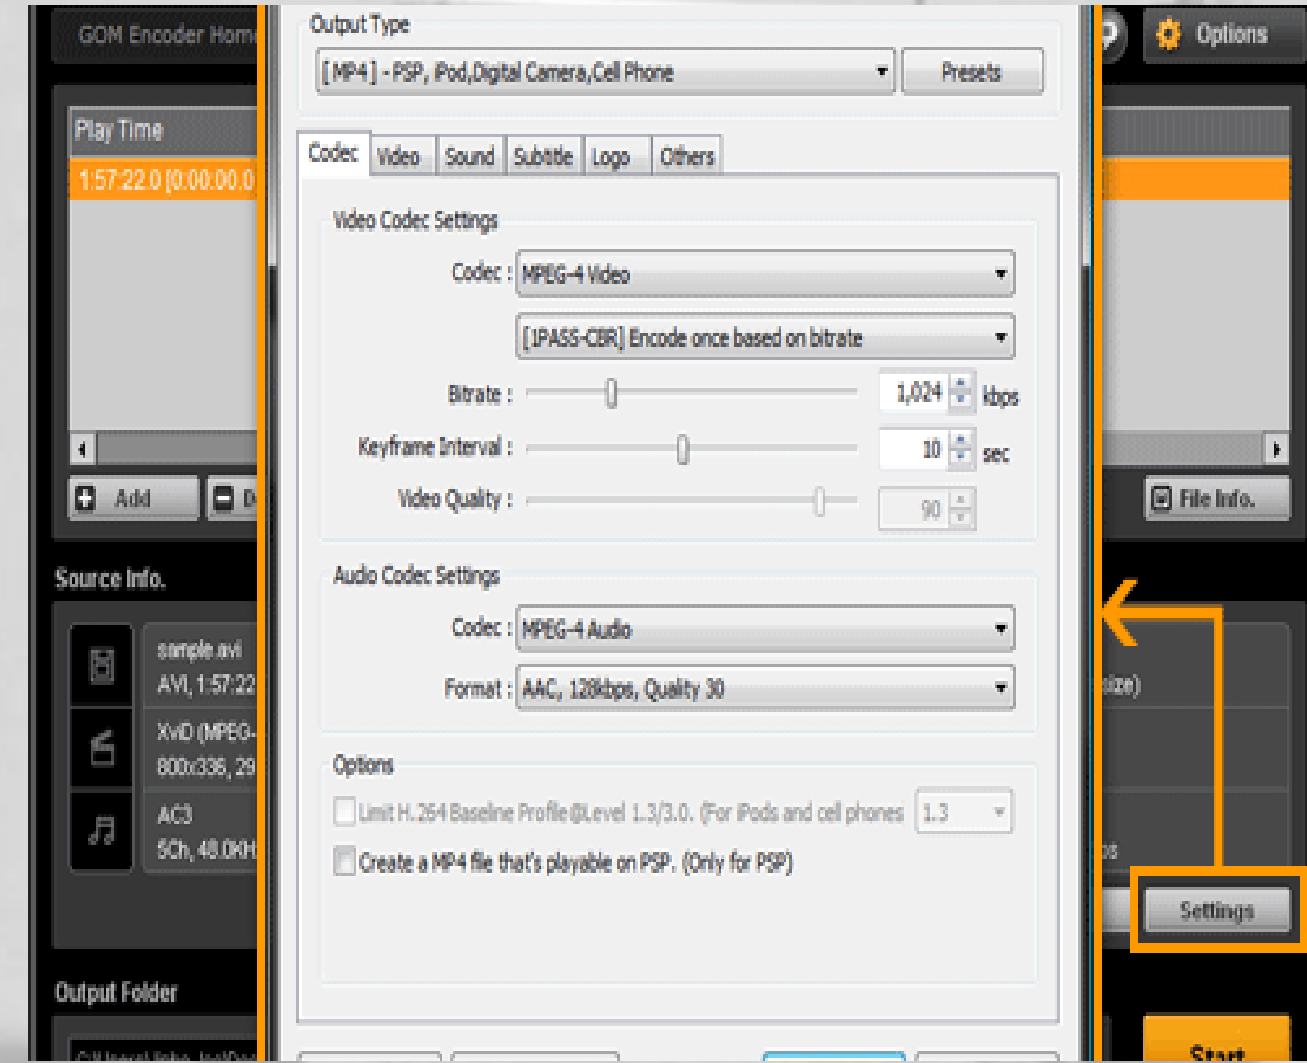 GOM Encoder Home
Options
Output Type
[ MP4 ] - PSP, iPod,Digital Camera,Cell Phone
Presets
Play Time
1:57:22.0 [0:00:00.0
Codec Video Sound Subtitle Logo Others
Video Codec Settings
Codec : MPEG-4 Video
[1PASS-CBR] Encode once based on bitrate
Bitrate : 1,024 kbps
Keyframe Interval : 10 sec
Video Quality : 90
Add
File Info.
Audio Codec Settings
Codec : MPEG-4 Audio
Format : AAC, 128kbps, Quality 30
Source Info.
sample.avi
AVI, 1:57:22
XviD (MPEG-
800x336, 29
AC3
5Ch, 48.0KH
Options
Limit H.264 Baseline Profile@Level 1.3/3.0. (For iPods and cell phones 1.3
Create a MP4 file that's playable on PSP. (Only for PSP)
Settings
Output Folder
Start